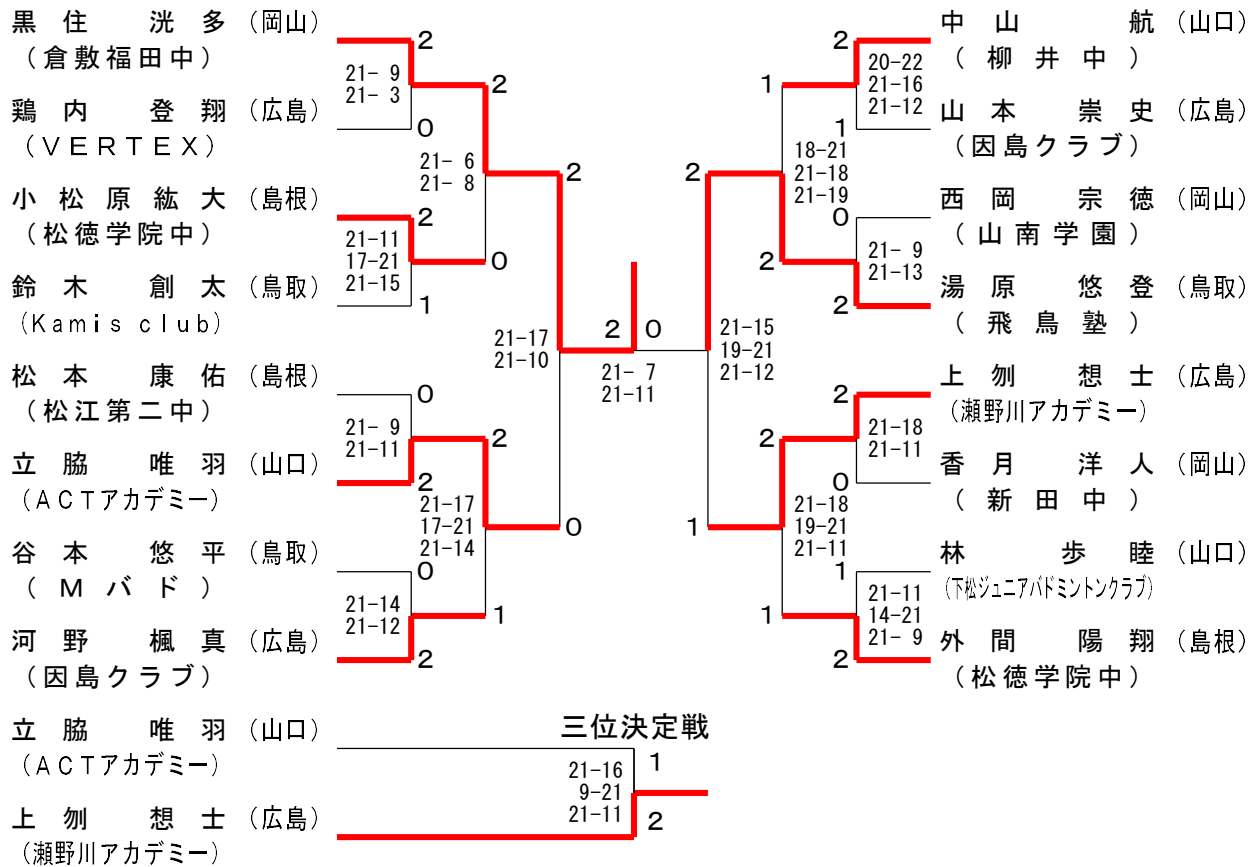 黒住 洸多 (岡山)
(倉敷福田中)
2
21- 9
21- 3
鶏内 登翔 (広島)
(VERTEX)
0
2
21- 6
21- 8
小松原紘大 (島根)
(松徳学院中)
2
21-11
17-21
21-15
0
鈴木 創太 (鳥取)
(Kamis club)
1
2
21-17
21-10
松本 康佑 (島根)
(松江第二中)
0
21- 9
21-11
立脇 唯羽 (山口)
(ACTアカデミー)
2
2
21-17
17-21
21-14
0
谷本 悠平 (鳥取)
(Mバド)
0
21-14
21-12
1
河野 楓真 (広島)
(因島クラブ)
2
2 0
21- 7
21-11
中山 航 (山口)
(柳井中)
2
20-22
21-16
21-12
山本 崇史 (広島)
(因島クラブ)
1
1
18-21
21-18
21-19
2
西岡 宗徳 (岡山)
(山南学園)
0
21- 9
21-13
2
湯原 悠登 (鳥取)
(飛鳥塾)
2
21-15
19-21
21-12
上刎 想士 (広島)
(瀬野川アカデミー)
2
21-18
21-11
2
香月 洋人 (岡山)
(新田中)
0
21-18
19-21
21-11
1
林 歩睦 (山口)
(下松ジュニアバドミントンクラブ)
1
21-11
14-21
21- 9
1
外間 陽翔 (島根)
(松徳学院中)
2
三位決定戦
立脇 唯羽 (山口)
(ACTアカデミー)
1
21-16
9-21
21-11
上刎 想士 (広島)
(瀬野川アカデミー)
2